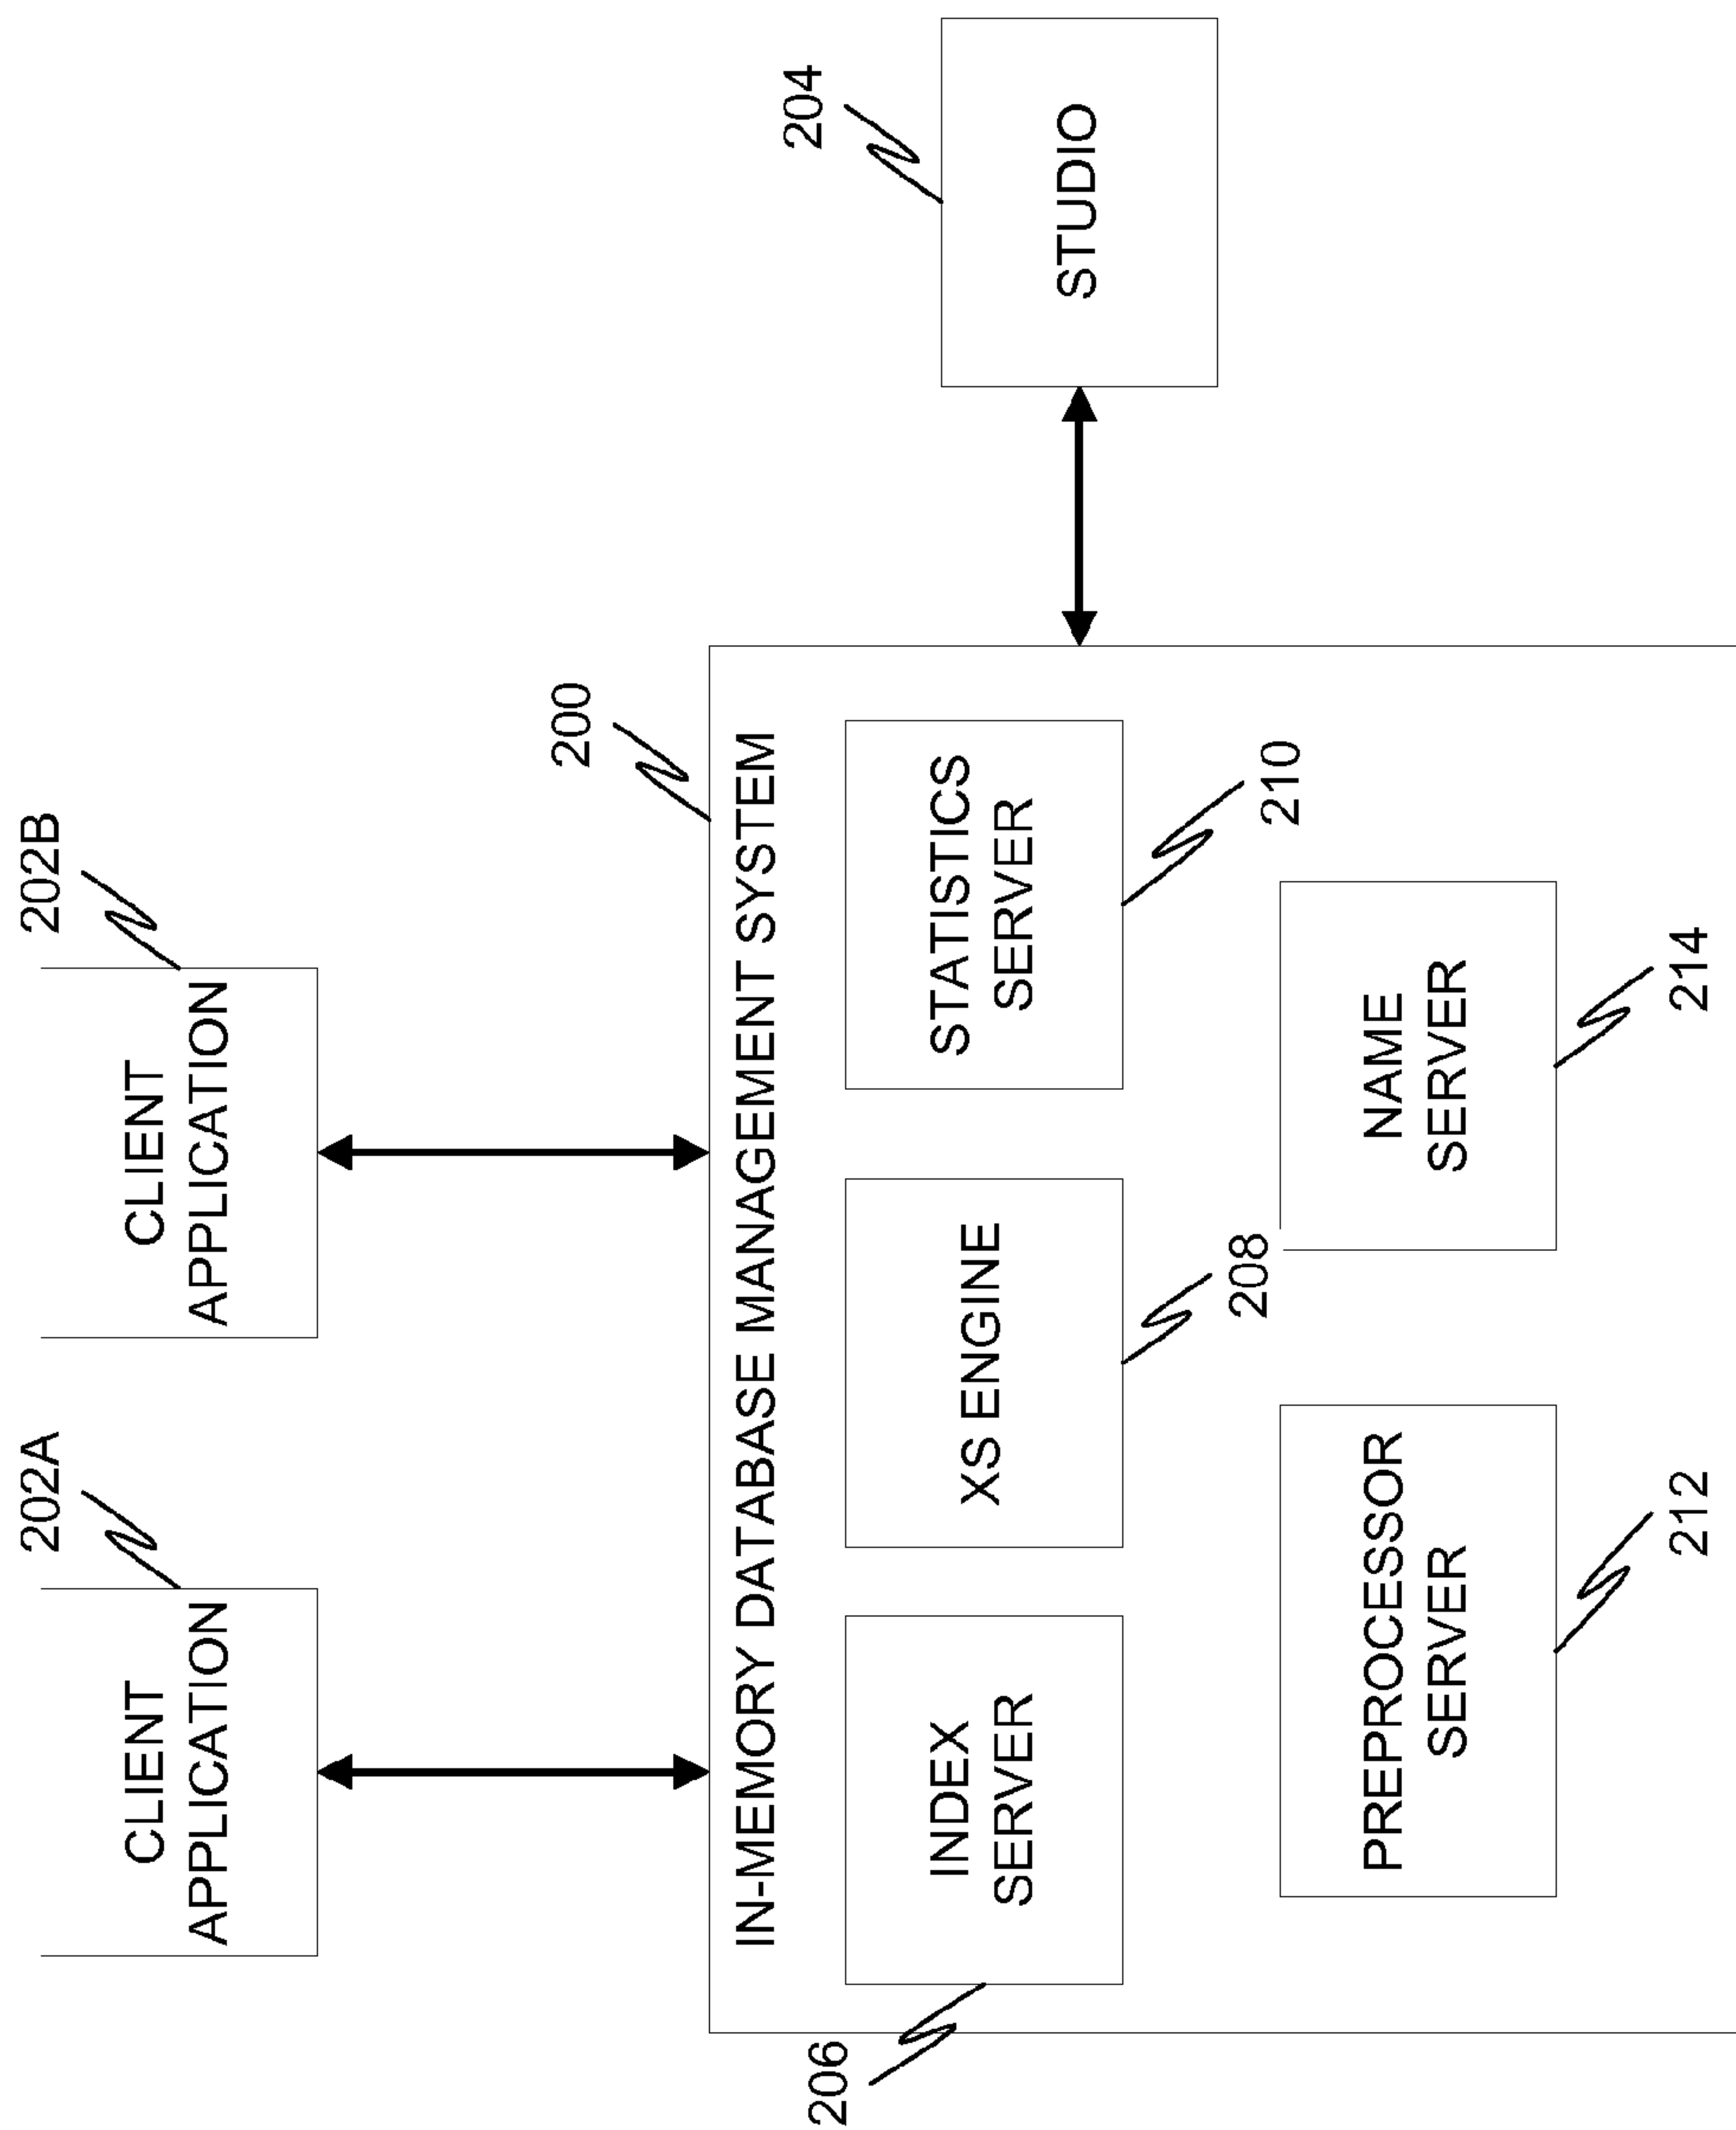 202A
202B
CLIENT
APPLICATION
CLIENT
APPLICATION
200
204
IN-MEMORY DATABASE MANAGEMENT SYSTEM
STUDIO
206
INDEX
SERVER
XS ENGINE
STATISTICS
SERVER
208
210
PREPROCESSOR
SERVER
NAME
SERVER
212
214